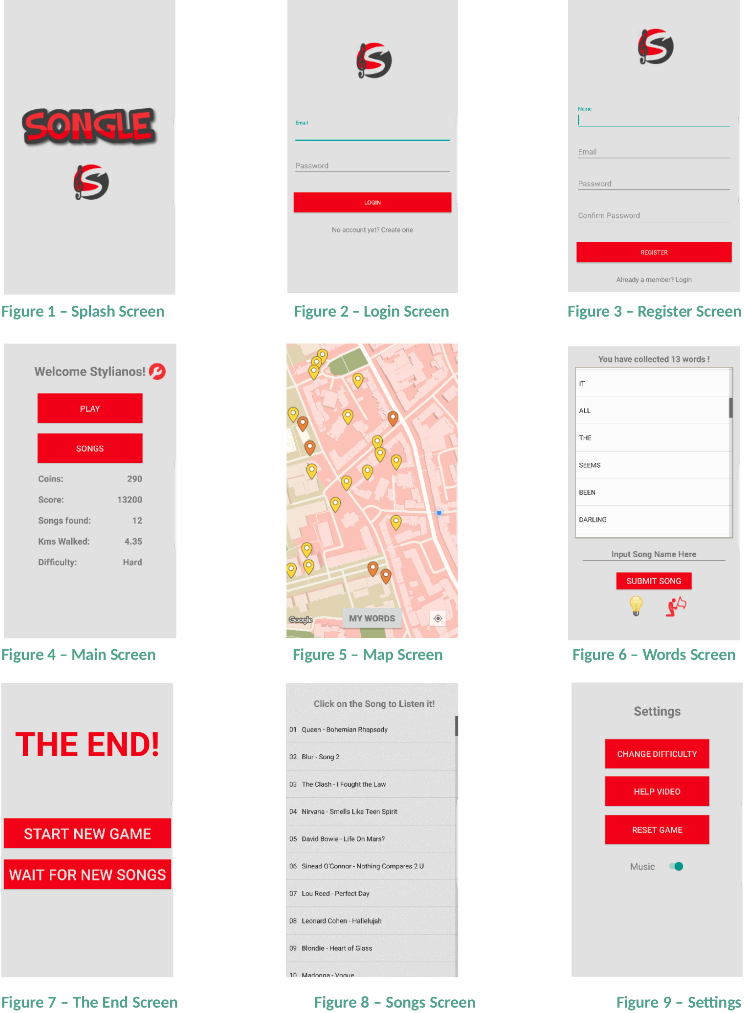 SONGLE
Figure 1 – Splash Screen
Email
Password
LOGIN
No account yet? Create one
Figure 2 – Login Screen
Name
Email
Password
Confirm Password
REGISTER
Already a member? Login
Figure 3 – Register Screen
Welcome Stylianos!
PLAY
SONGS
Coins: 290
Score: 13200
Songs found: 12
Kms Walked: 4.35
Difficulty: Hard
Figure 4 – Main Screen
Google
MY WORDS
Figure 5 – Map Screen
You have collected 13 words !
IT
ALL
THE
SEEMS
BEEN
DARLING
Input Song Name Here
SUBMIT SONG
Figure 6 – Words Screen
THE END!
START NEW GAME
WAIT FOR NEW SONGS
Figure 7 – The End Screen
Click on the Song to Listen it!
01 Queen - Bohemian Rhapsody
02 Blur - Song 2
03 The Clash - I Fought the Law
04 Nirvana - Smells Like Teen Spirit
05 David Bowie - Life On Mars?
06 Sinead O'Connor - Nothing Compares 2 U
07 Lou Reed - Perfect Day
08 Leonard Cohen - Hallelujah
09 Blondie - Heart of Glass
10 Madonna - Vogue
Figure 8 – Songs Screen
Settings
CHANGE DIFFICULTY
HELP VIDEO
RESET GAME
Music
Figure 9 – Settings